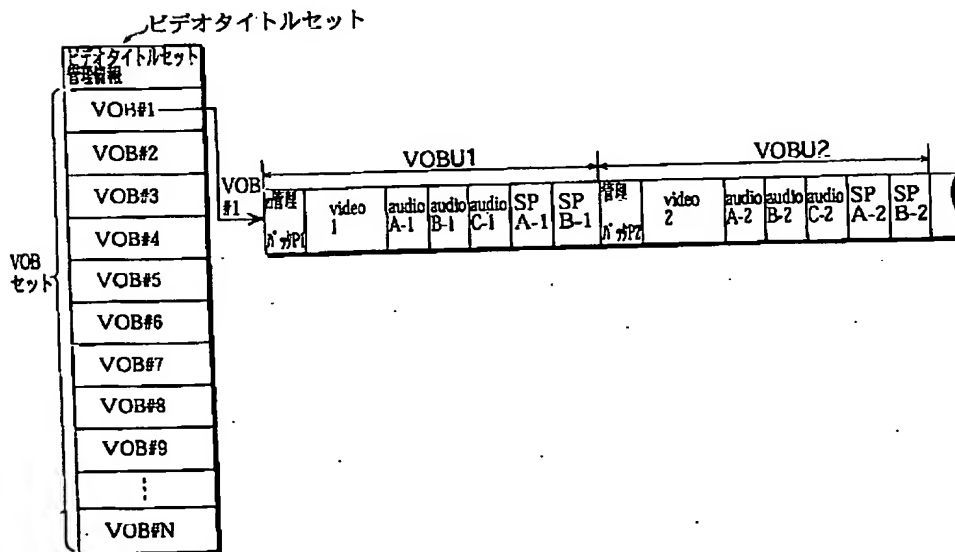 ビデオタイトルセット
ビデオタイトルセット
管理情報
VOB#1
VOB#2
VOB#3
VOB#4
VOB#5
VOB#6
VOB#7
VOB#8
VOB#9
VOB#N
VOB
セット
VOB
#1
VOBU1
VOBU2
管理
パックP1
video
1
audio
A-1
audio
B-1
audio
C-1
SP
A-1
SP
B-1
管理
パックP2
video
2
audio
A-2
audio
B-2
audio
C-2
SP
A-2
SP
B-2